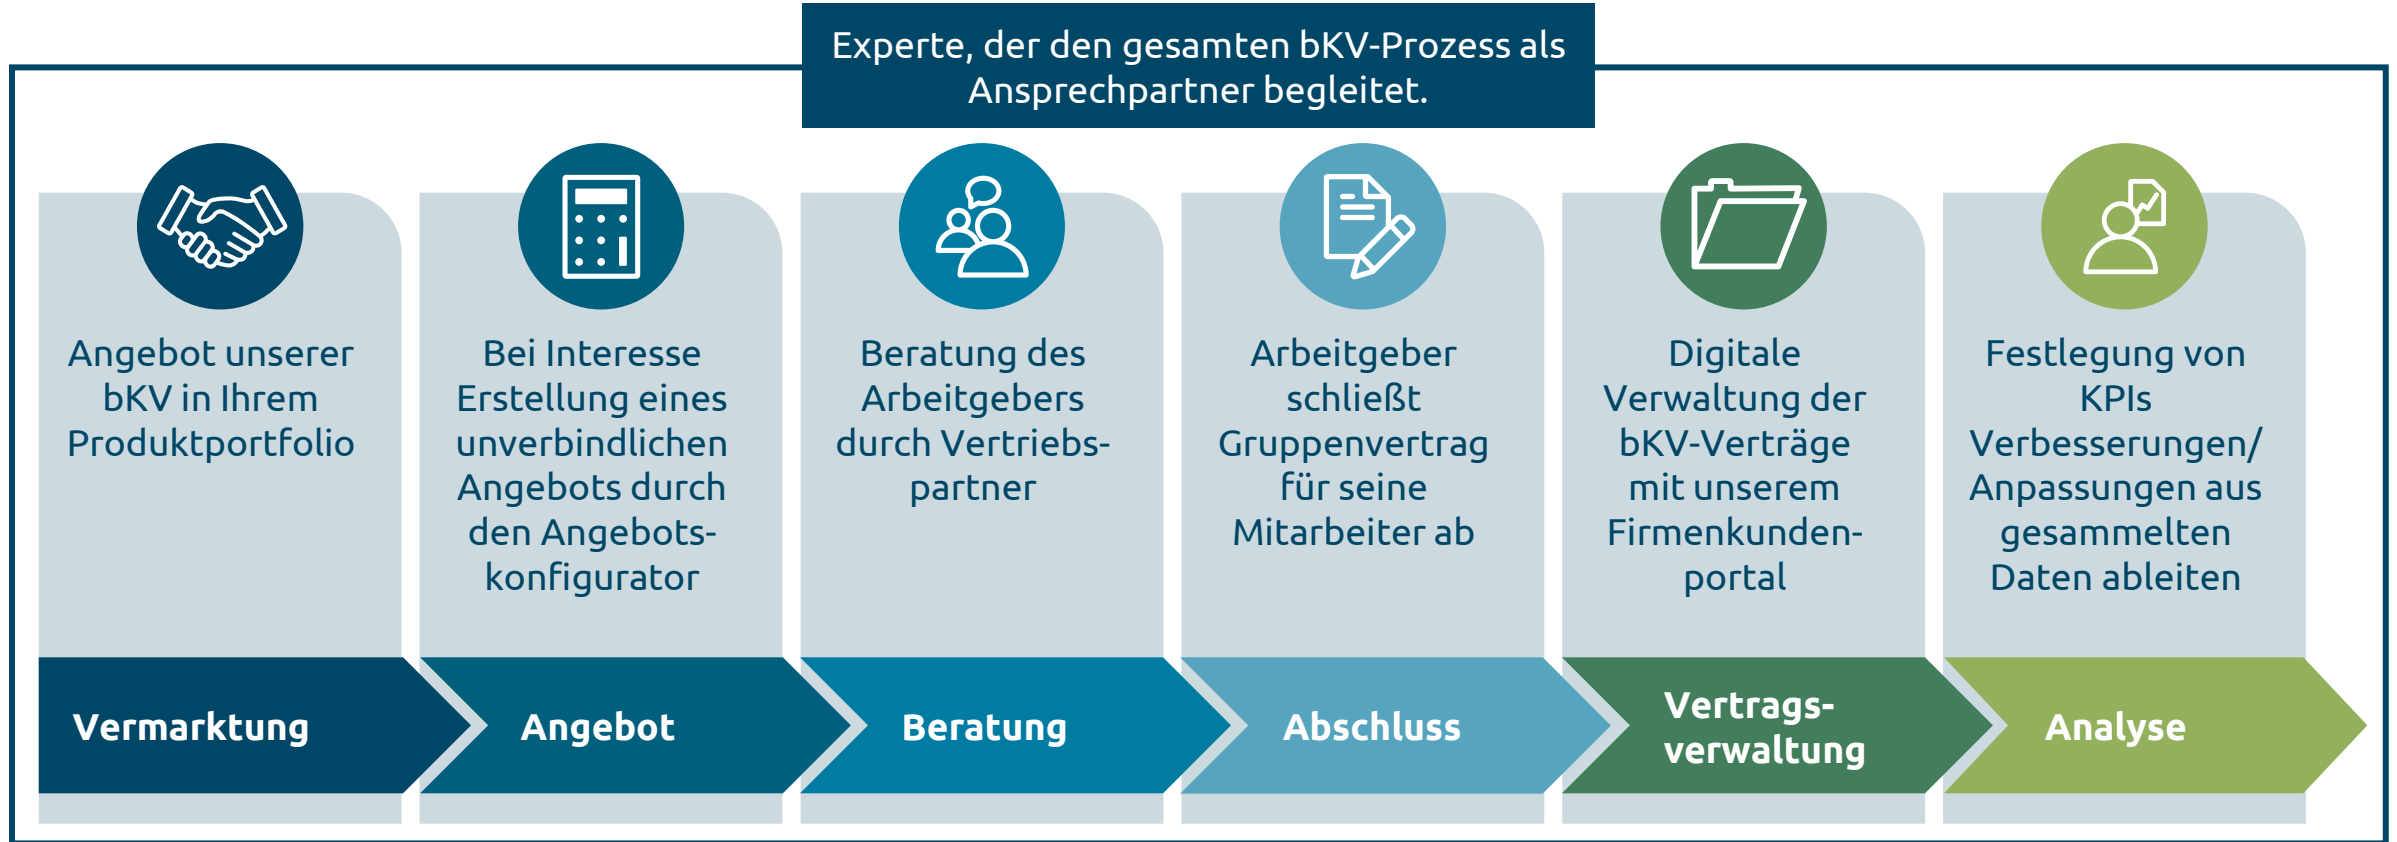 Experte, der den gesamten bKV-Prozess als
Ansprechpartner begleitet.
Angebot unserer
bKV in Ihrem
Produktportfolio
Bei Interesse
Erstellung eines
unverbindlichen
Angebots durch
den Angebots-
konfigurator
Beratung des
Arbeitgebers
durch Vertriebs-
partner
Arbeitgeber
schließt
Gruppenvertrag
für seine
Mitarbeiter ab
Digitale
Verwaltung der
bKV-Verträge
mit unserem
Firmenkunden-
portal
Festlegung von
KPIs
Verbesserungen/
Anpassungen aus
gesammelten
Daten ableiten
Vermarktung
Angebot
Beratung
Abschluss
Vertrags-
verwaltung
Analyse